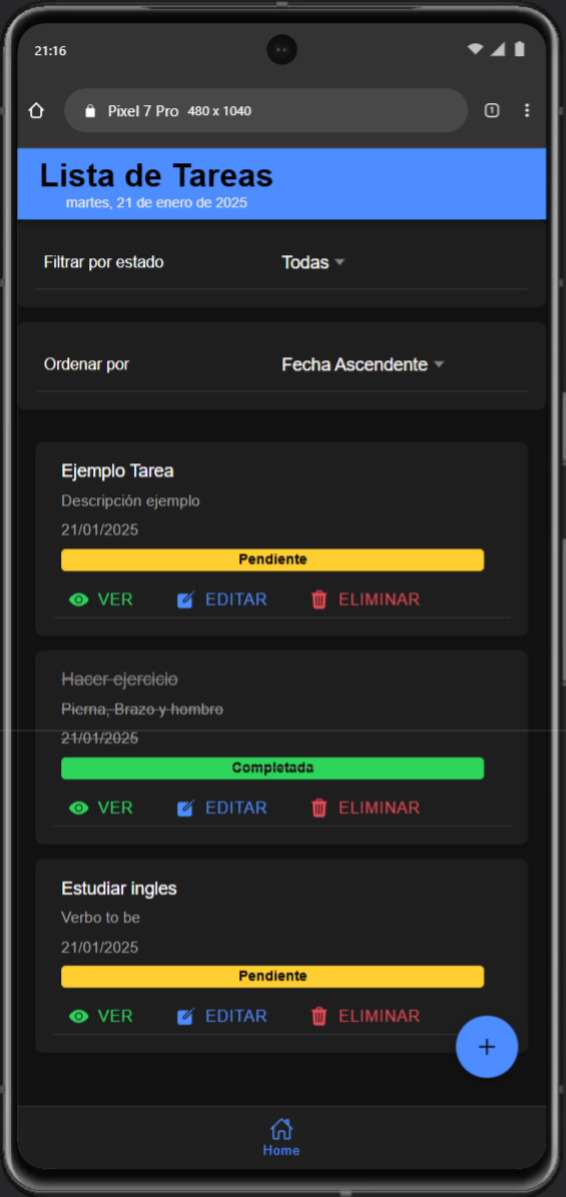 21:16
Pixel 7 Pro 480 x 1040
1
Lista de Tareas
martes, 21 de enero de 2025
Filtrar por estado Todas
Ordenar por Fecha Ascendente
Ejemplo Tarea
Descripción ejemplo
21/01/2025
Pendiente
VER EDITAR ELIMINAR
Hacer ejercicio
Pierna, Brazo y hombro
21/01/2025
Completada
VER EDITAR ELIMINAR
Estudiar ingles
Verbo to be
21/01/2025
Pendiente
VER EDITAR ELIMINAR
+
Home